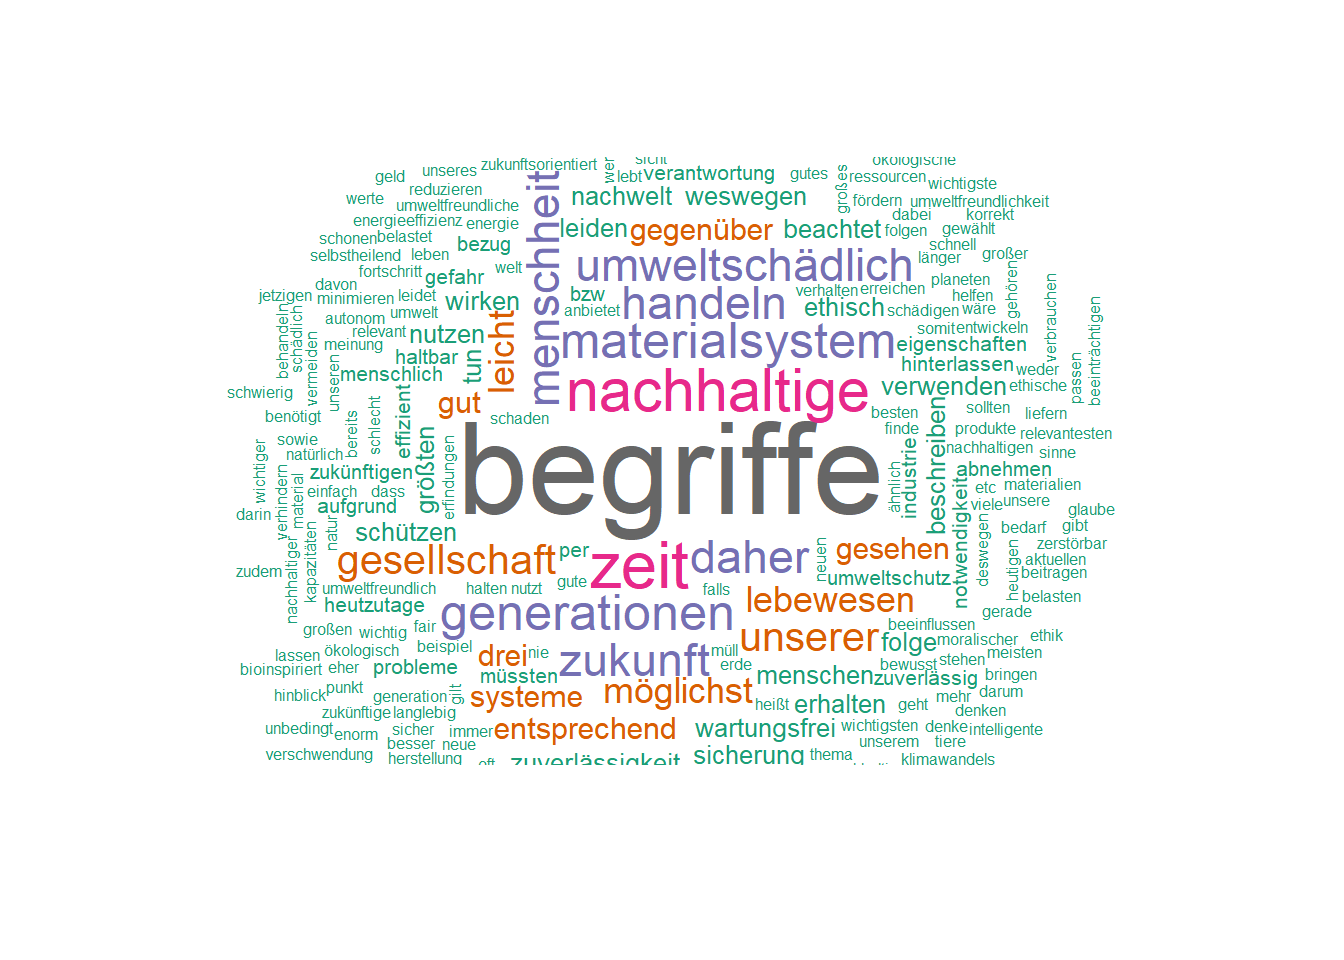 zukunftsorientiert
wer
sicht
ökologische
geld
unseres
lebt
verantwortung
gutes
großes
ressourcen
wichtigste
reduzieren
werte
umweltfreundliche
menschheit
nachwelt
weswegen
fördern
umweltfreundlichkeit
energieeffizienz
energie
leiden
gegenüber
beachtet
dabei
folgen
korrekt
gewählt
schonen
belastet
bezug
schnell
selbstheilend
leben
welt
umweltschädlich
länger
großer
fortschritt
gefahr
planeten
gehören
davon
jetzigen
minimieren
leidet
wirken
bzw
handeln
verhalten
erreichen
helfen
verbrauchen
behandeln
schädlich
autonom
umwelt
anbietet
ethisch
schädigen
wäre
beeinträchtigen
relevant
nutzen
leicht
materialsystem
somit
entwickeln
vermeiden
meinung
haltbar
tun
eigenschaften
unseren
menschlich
hinterlassen
weder
passen
schwierig
nachhaltige
verwenden
ethische
benötigt
bereits
schlecht
effizient
gut
schaden
besten
sollten
liefern
finde
beschreiben
produkte
relevantesten
sowie
natürlich
größten
begriffe
industrie
nachhaltigen
sinne
wichtiger
verhindern
material
zukünftigen
erfindungen
ähnlich
abnehmen
einfach
dass
etc
materialien
darin
aufgrund
notwendigkeit
viele
unsere
glaube
natur
schützen
deswegen
bedarf
gibt
kapazitäten
gesellschaft
per
zeit
daher
neuen
gesehen
zerstörbar
aktuellen
zudem
nachhaltiger
gute
umweltschutz
heutigen
beitragen
umweltfreundlich
halten
nutzt
falls
lebewesen
belasten
heutzutage
generationen
gerade
großen
wichtig
fair
unserer
beeinflussen
ökologisch
beispiel
drei
nie
zukunft
müll
folge
moralischer
ethik
lassen
bioinspiriert
eher
probleme
müssten
erde
menschen
bewusst
stehen
meisten
zuverlässig
bringen
hinblick
punkt
generation
gilt
systeme
möglichst
heißt
erhalten
geht
mehr
darum
zukünftige
langlebig
denken
unbedingt
enorm
sicher
immer
entsprechend
wartungsfrei
wichtigsten
denke
intelligente
besser
neue
unserem
tiere
verschwendung
herstellung
oft
zuverlässigkeit
sicherung
thema
klimawandels